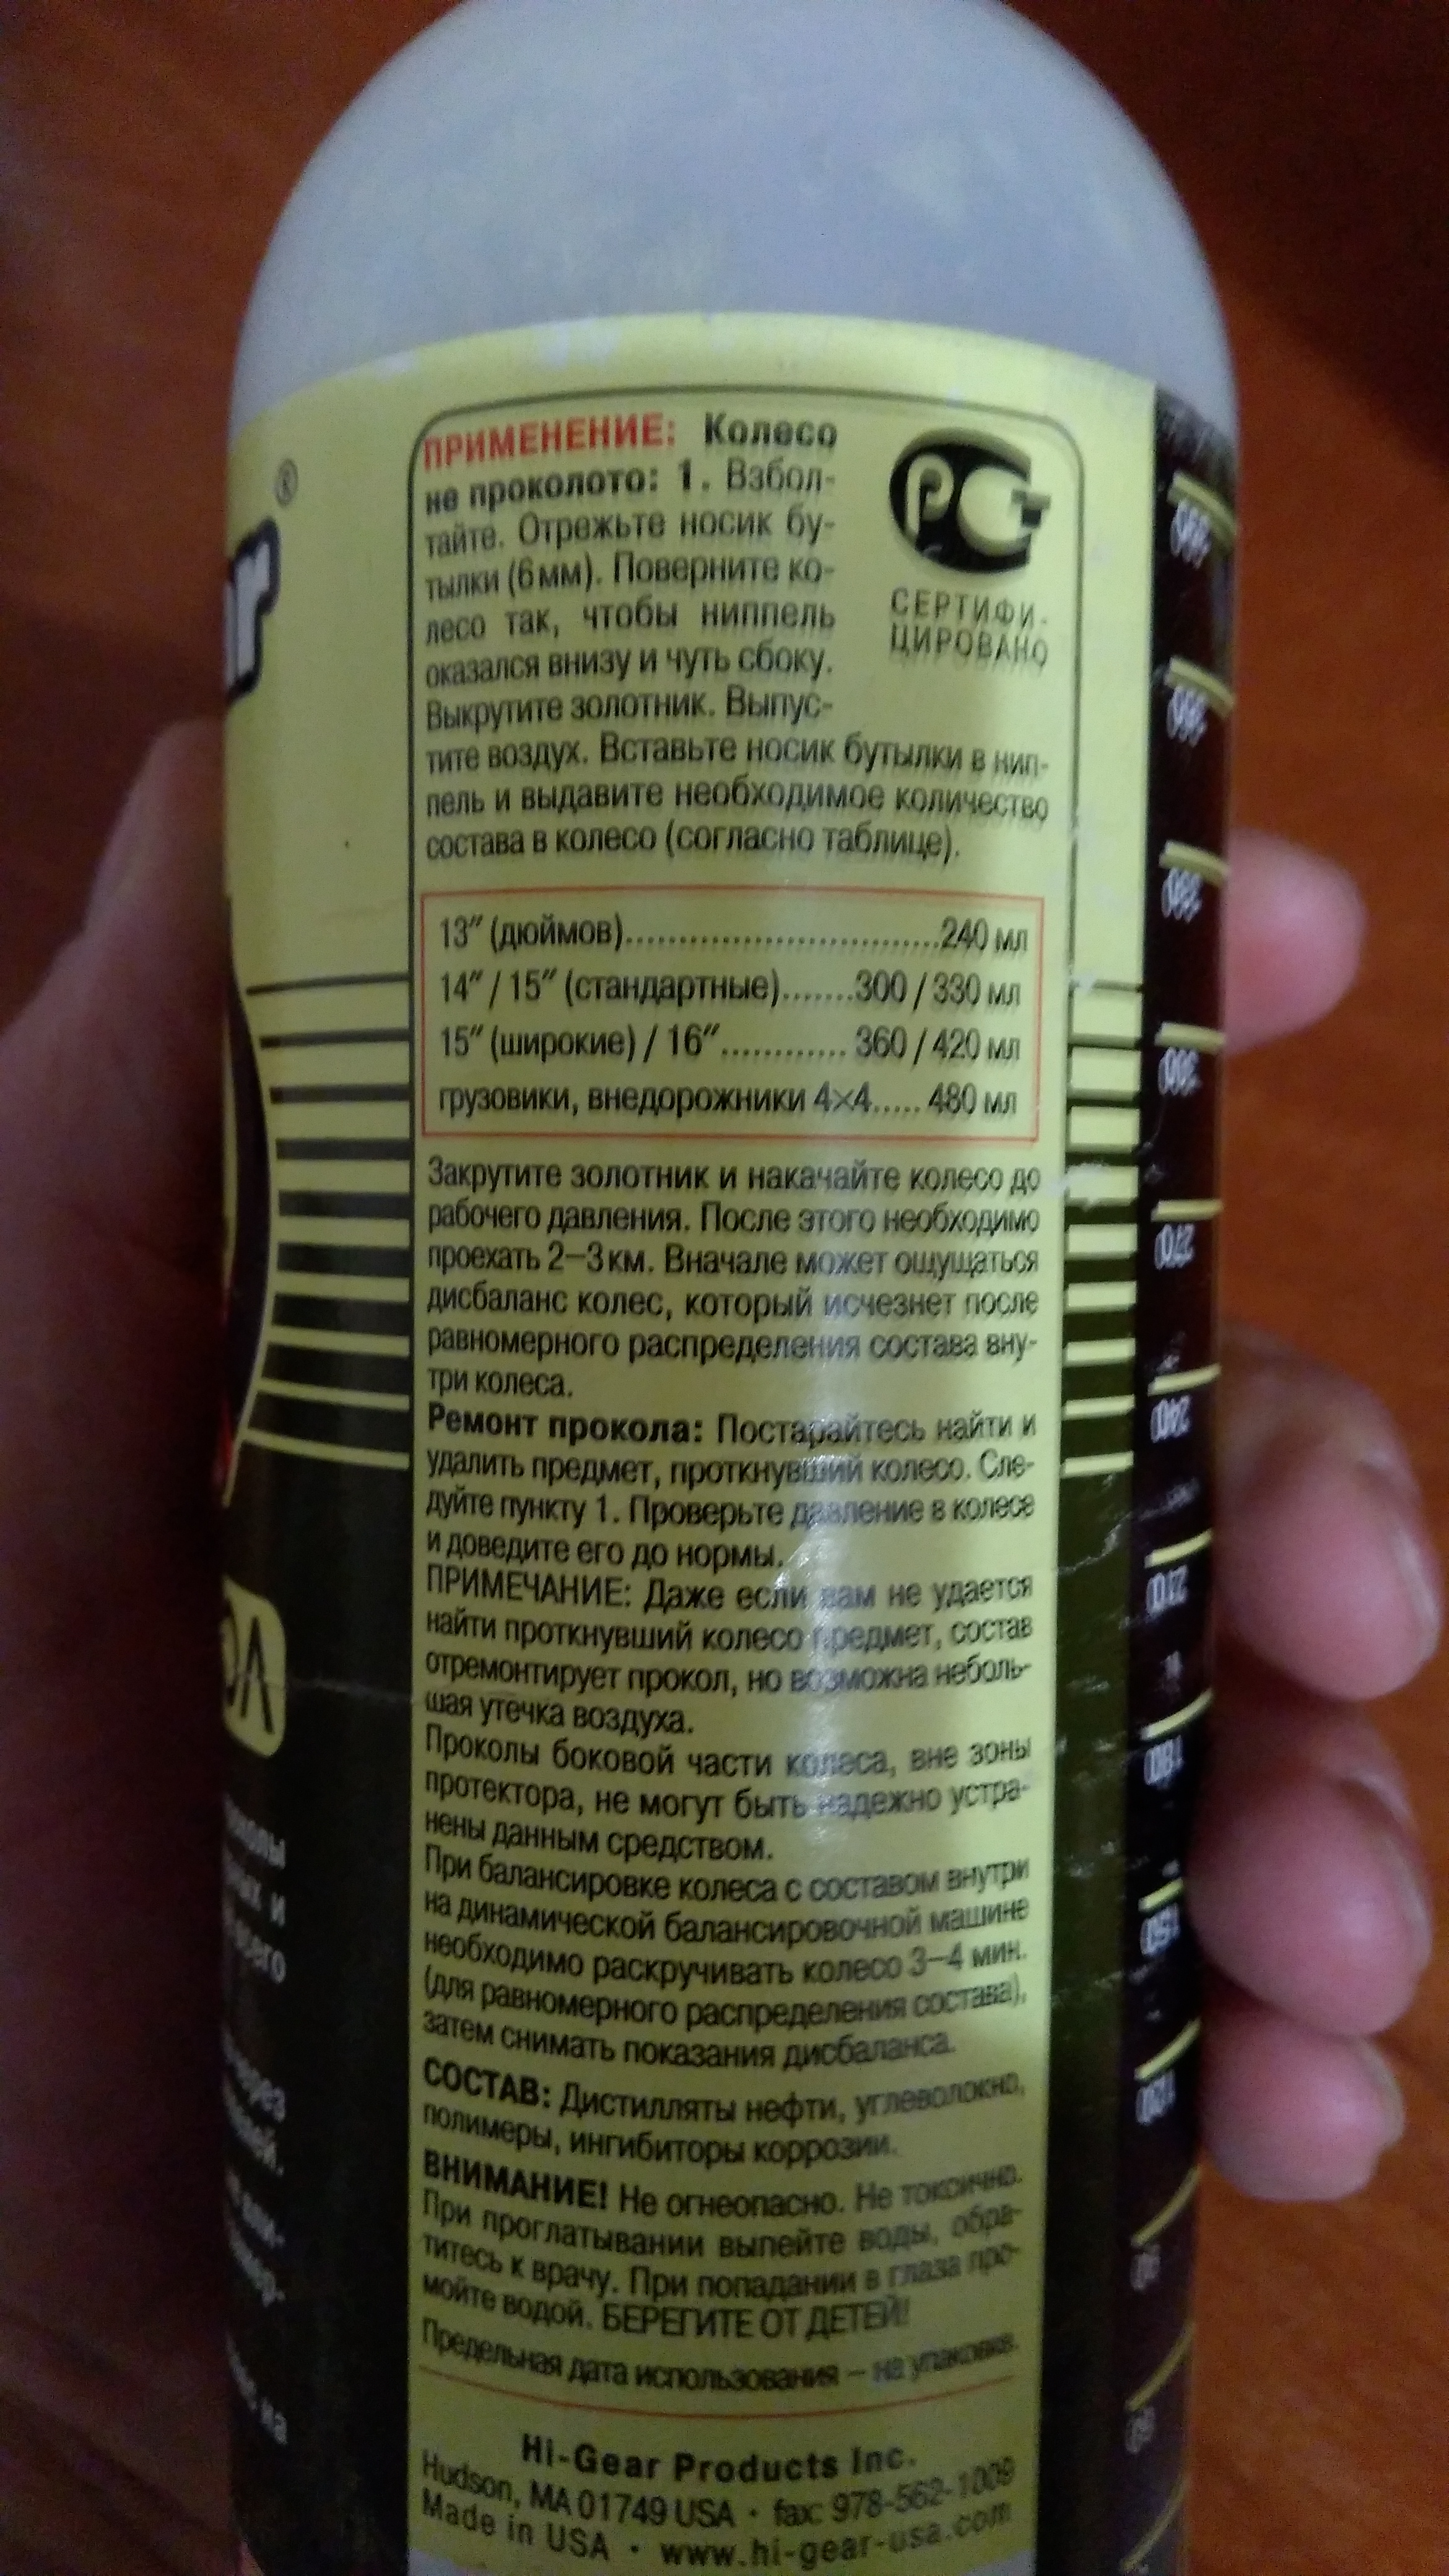 ПРИМЕНЕНИЕ: Колесо
не проколото: 1. Взбол-
тайте. Отрежьте носик бу-
тылки (6 мм). Поверните ко-
лесо так, чтобы ниппель
оказался внизу и чуть сбоку.
Выкрутите золотник. Выпус-
тите воздух. Вставьте носик бутылки в нип-
пель и выдавите необходимое количество
состава в колесо (согласно таблице).
РСТ
СЕРТИФИ-
ЦИРОВАНО
13" (дюймов)..............................240 мл
14" / 15" (стандартные).......300 / 330 мл
15" (широкие) / 16"............ 360 / 420 мл
грузовики, внедорожники 4×4..... 480 мл
Закрутите золотник и накачайте колесо до
рабочего давления. После этого необходимо
проехать 2–3 км. Вначале может ощущаться
дисбаланс колес, который исчезнет после
равномерного распределения состава вну-
три колеса.
Ремонт прокола: Постарайтесь найти и
удалить предмет, проткнувший колесо. Сле-
дуйте пункту 1. Проверьте давление в колесе
и доведите его до нормы.
ПРИМЕЧАНИЕ: Даже если вам не удается
найти проткнувший колесо предмет, состав
отремонтирует прокол, но возможна неболь-
шая утечка воздуха.
Проколы боковой части колеса, вне зоны
протектора, не могут быть надежно устра-
нены данным средством.
При балансировке колеса с составом внутри
на динамической балансировочной машине
необходимо раскручивать колесо 3–4 мин.
(для равномерного распределения состава),
затем снимать показания дисбаланса.
СОСТАВ: Дистилляты нефти, углеволокно,
полимеры, ингибиторы коррозии.
ВНИМАНИЕ! Не огнеопасно. Не токсично.
При проглатывании выпейте воды, обра-
титесь к врачу. При попадании в глаза про-
мойте водой. БЕРЕГИТЕ ОТ ДЕТЕЙ!
Предельная дата использования – на упаковке.
Hi-Gear Products Inc.
Hudson, MA 01749 USA · fax: 978-562-1009
Made in USA · www.hi-gear-usa.com
300
270
240
210
180
150
120
90
60